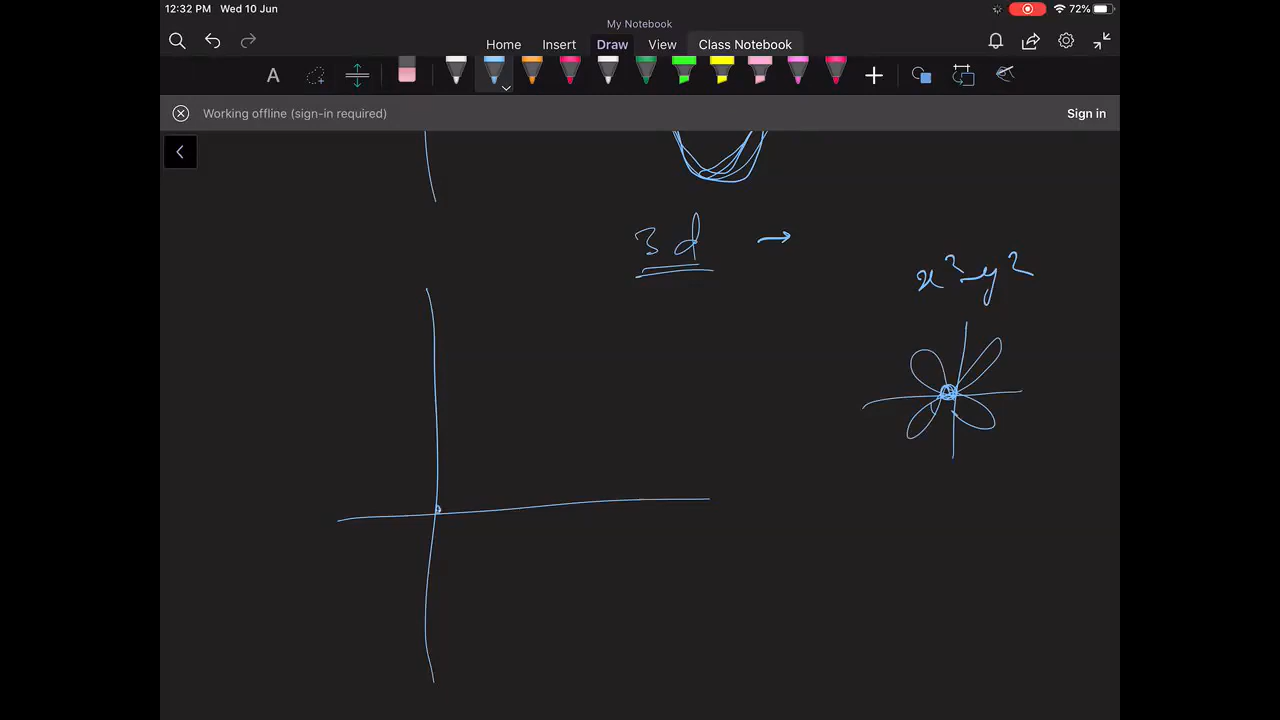 12:32 PM Wed 10 Jun
72%
My Notebook
Home Insert Draw View Class Notebook
A
Working offline (sign-in required)
Sign in
3d →
x²-y²